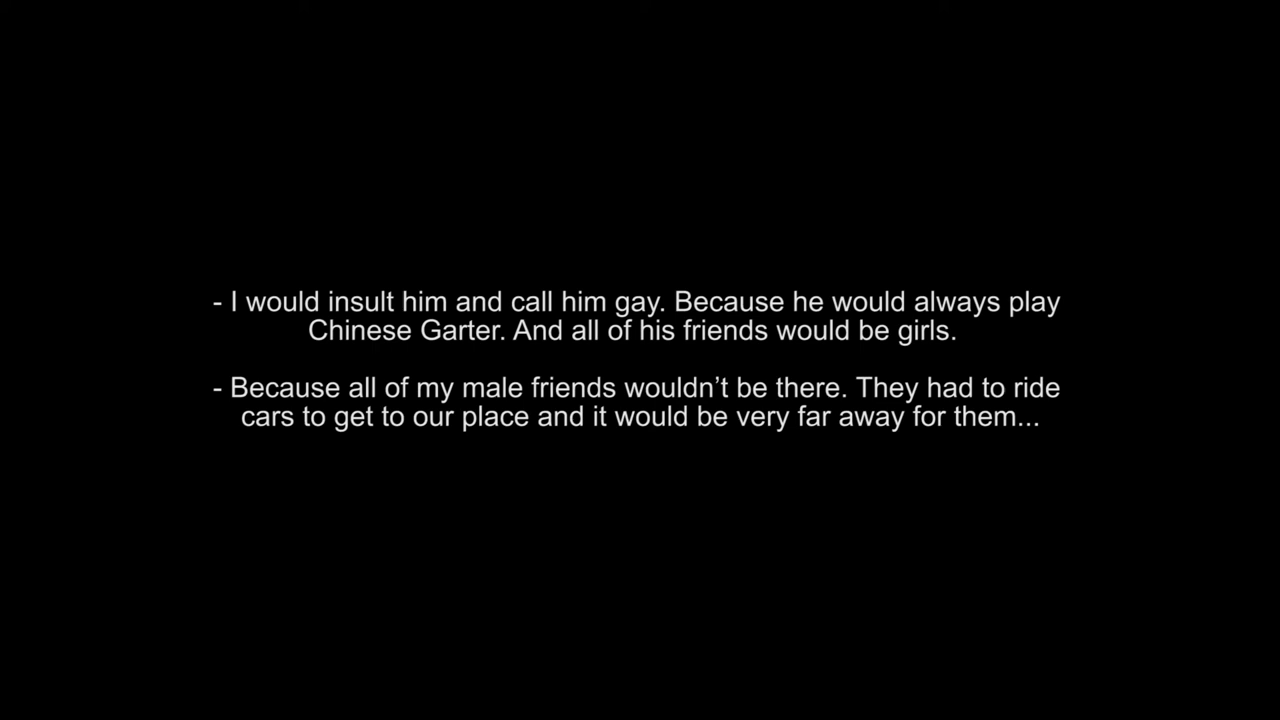 - I would insult him and call him gay. Because he would always play
Chinese Garter. And all of his friends would be girls.
- Because all of my male friends wouldn’t be there. They had to ride
cars to get to our place and it would be very far away for them...